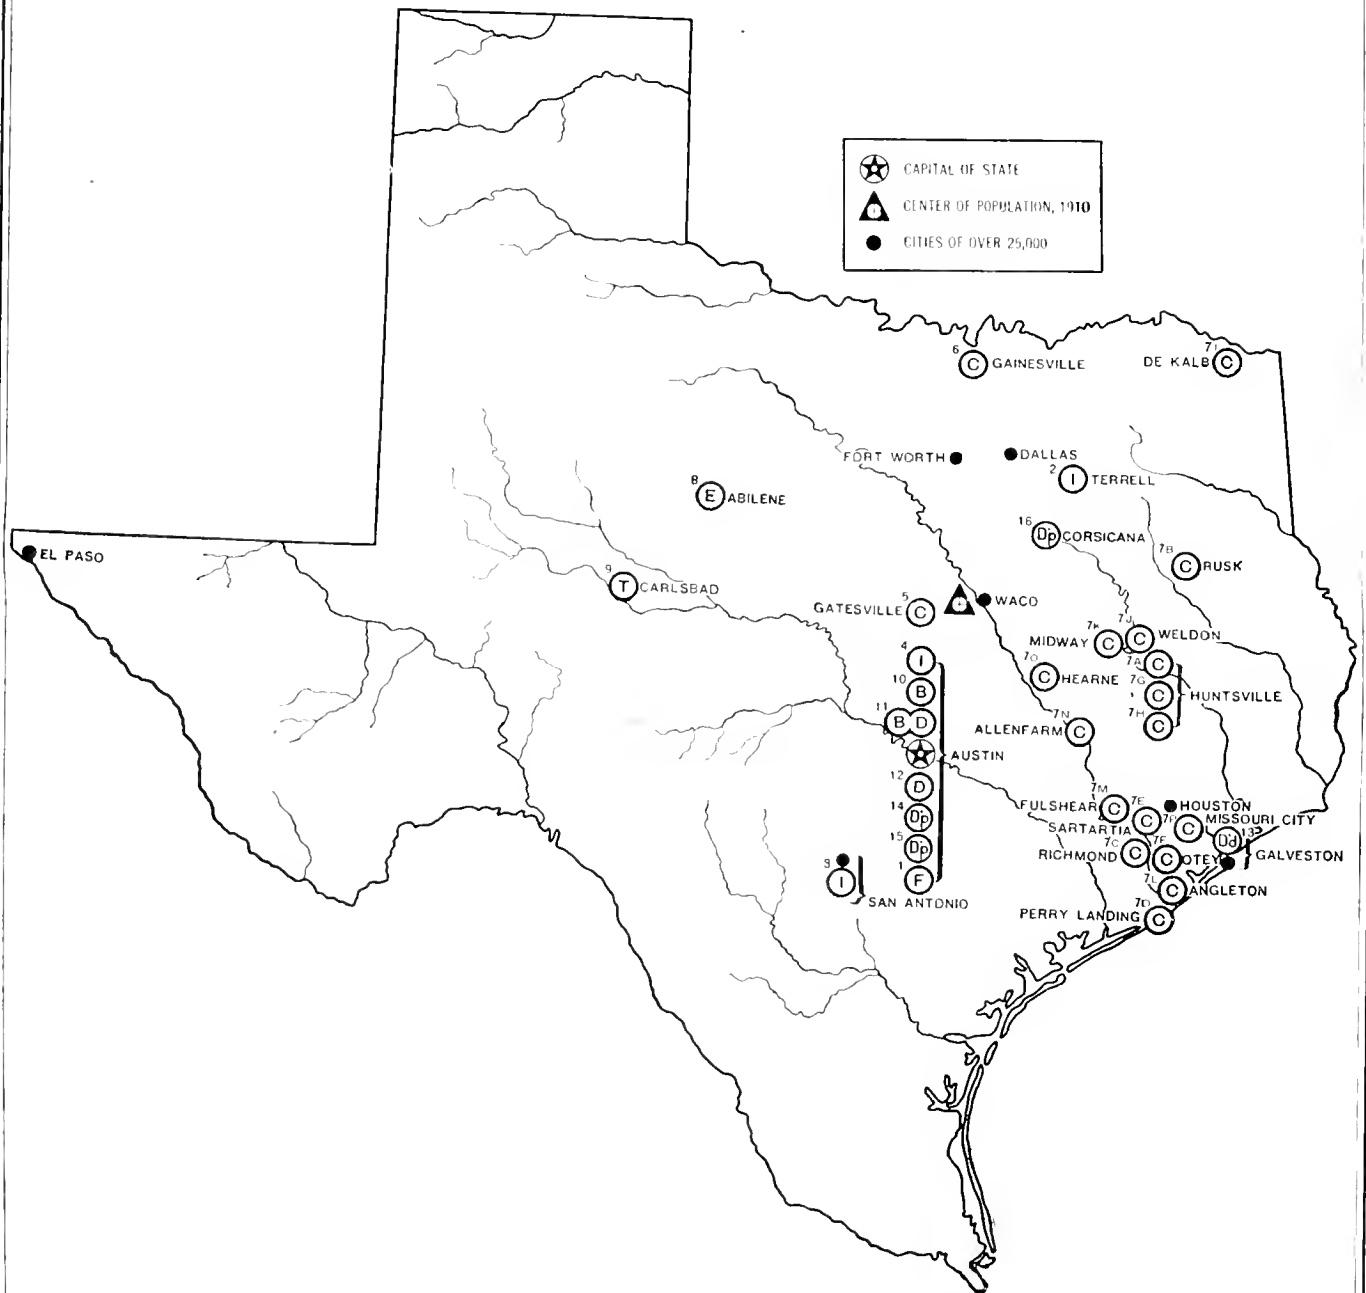 CAPITAL OF STATE
CENTER OF POPULATION, 1910
CITIES OF OVER 25,000
6 C GAINESVILLE
DE KALB 7I C
FORT WORTH
DALLAS
2 I TERRELL
8 E ABILENE
16 Dp CORSICANA
EL PASO
7B C RUSK
9 T CARLSBAD
GATESVILLE 5 C
WACO
MIDWAY 7K C
7J C WELDON
4 I
7A C
7O C HEARNE
10 B
7G C
HUNTSVILLE
11 B D
7H C
ALLENFARM 7N C
AUSTIN
12 D
FULSHEAR 7M C
HOUSTON
14 Dp
SARTARTIA 7E C
7P C MISSOURI CITY
Dd 13
15 Dp
RICHMOND 7C C
7F C OTEY
GALVESTON
3 I
1 F
SAN ANTONIO
7L C ANGLETON
PERRY LANDING 7D C